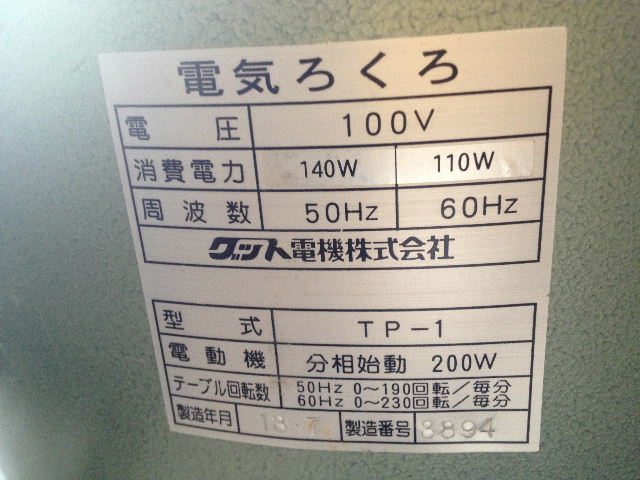 電気ろくろ
電圧 100V
消費電力 140W 110W
周波数 50Hz 60Hz
グット電機株式会社
型式 TP-1
電動機 分相始動 200W
テーブル回転数 50Hz 0~190回転/毎分
60Hz 0~230回転/毎分
製造年月 18.7. 製造番号 8894